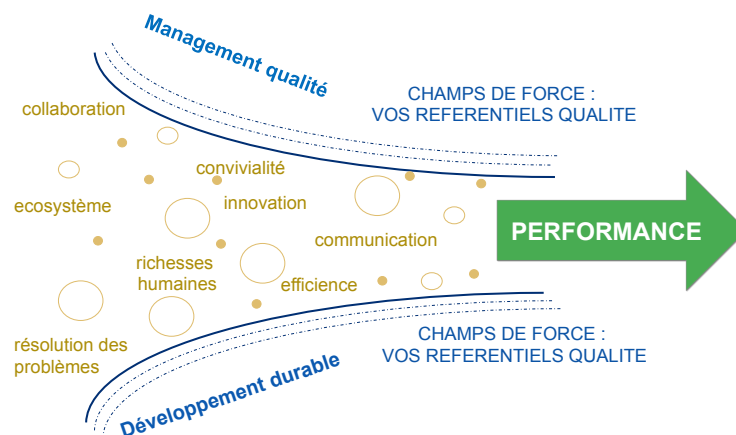 Management qualité
CHAMPS DE FORCE :
VOS REFERENTIELS QUALITE
collaboration
convivialité
ecosystème
innovation
communication
PERFORMANCE
richesses
humaines
efficience
résolution des
problèmes
CHAMPS DE FORCE :
VOS REFERENTIELS QUALITE
Développement durable